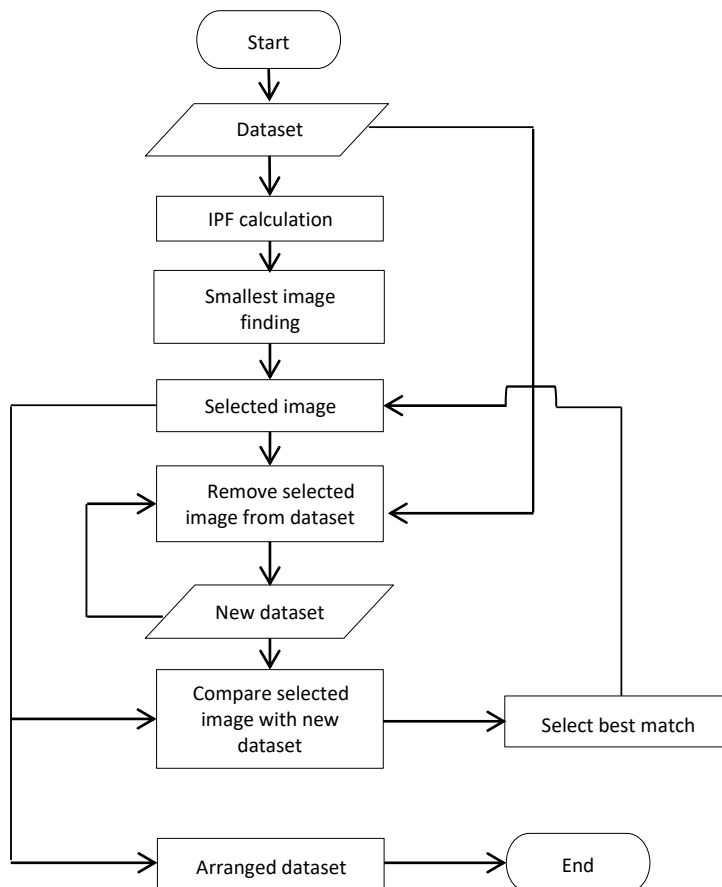 Start
Dataset
IPF calculation
Smallest image
finding
Selected image
Remove selected
image from dataset
New dataset
Compare selected
image with new
dataset
Select best match
Arranged dataset
End